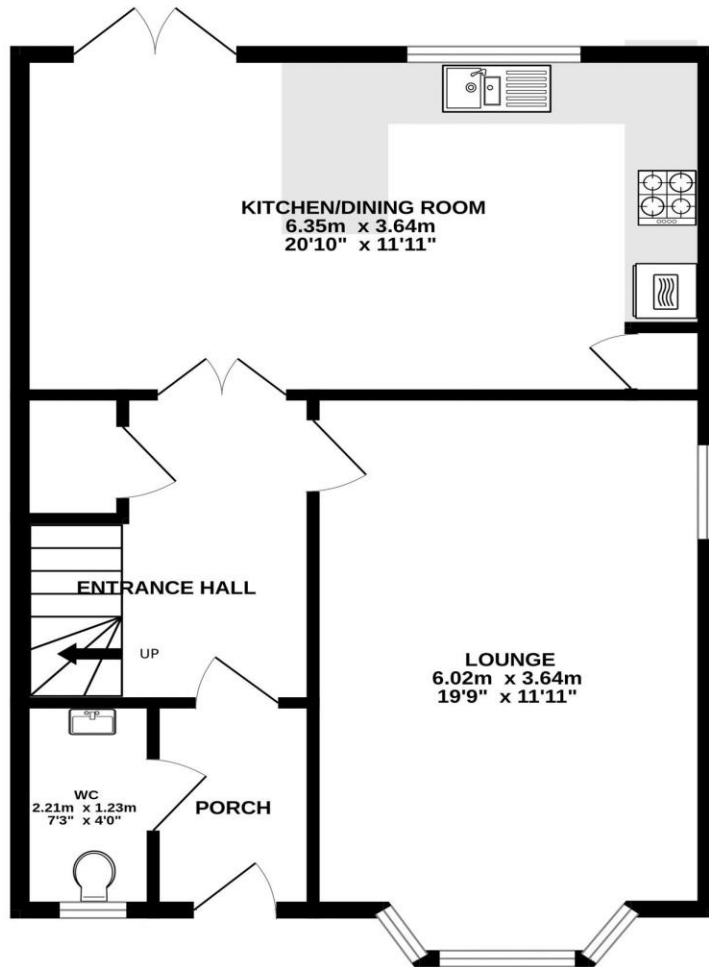 KITCHEN/DINING ROOM
6.35m x 3.64m
20'10" x 11'11"
ENTRANCE HALL
UP
LOUNGE
6.02m x 3.64m
19'9" x 11'11"
WC
2.21m x 1.23m
7'3" x 4'0"
PORCH